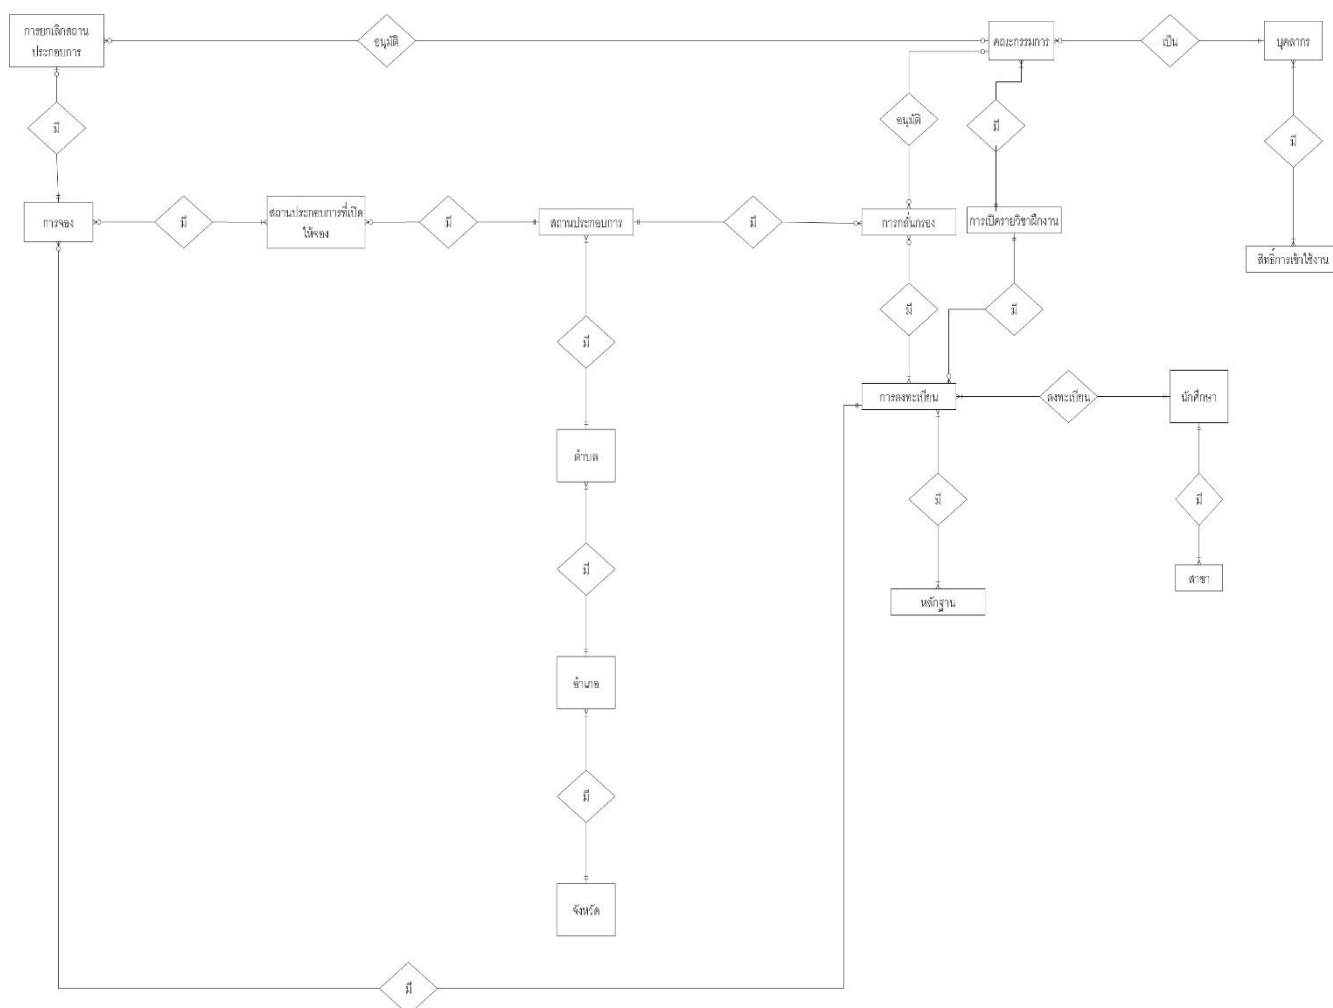 การยกเลิกสถาน
ประกอบการ
อนุมัติ
คณะกรรมการ
เป็น
บุคลากร
มี
อนุมัติ
มี
มี
การจอง
มี
สถานประกอบการที่เปิด
ให้จอง
มี
สถานประกอบการ
มี
การกลั่นกรอง
การเปิดรายวิชาฝึกงาน
สิทธิ์การเข้าใช้งาน
มี
มี
มี
การลงทะเบียน
ลงทะเบียน
นักศึกษา
ตำบล
มี
มี
มี
สาขา
หลักฐาน
อำเภอ
มี
จังหวัด
มี